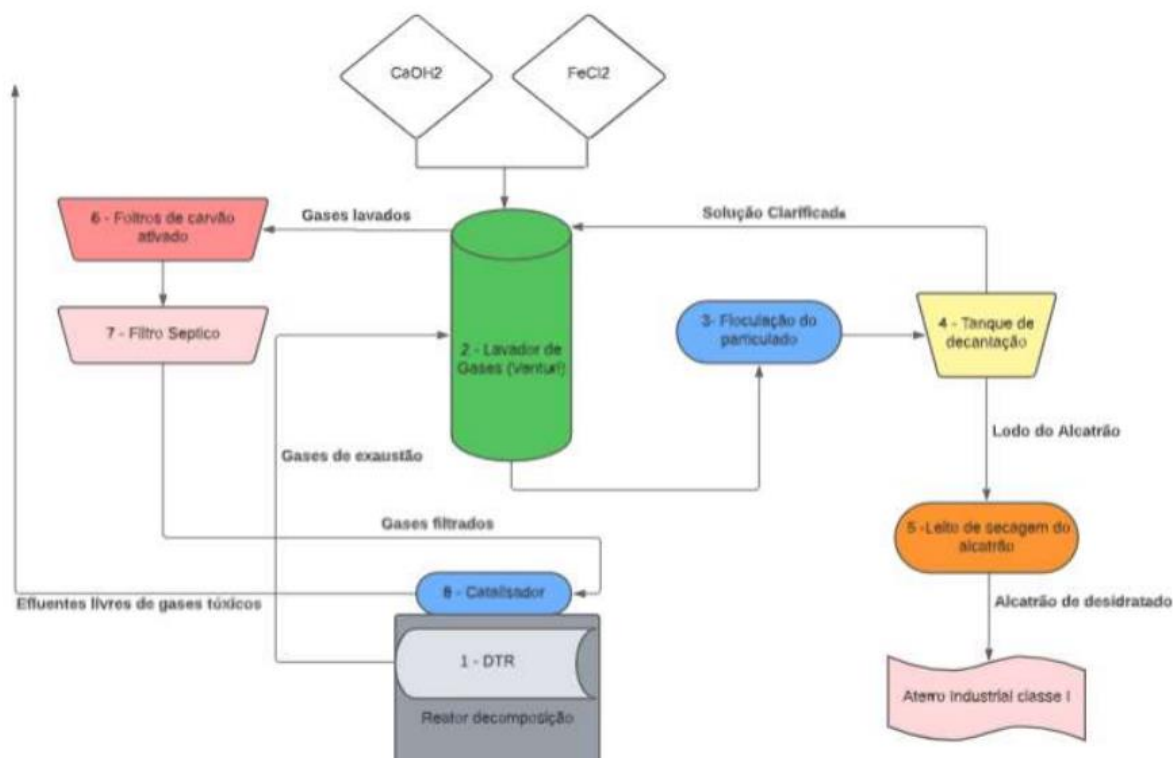 CaOH2
FeCl2
6 - Foltros de carvão
ativado
Gases lavados
Solução Clarificada
7 - Filtro Septico
2 - Lavador de
Gases (Venturi)
3- Floculação do
particulado
4 - Tanque de
decantação
Gases de exaustão
Lodo do Alcatrão
Gases filtrados
5 -Leito de secagem do
alcatrão
8 - Catalisador
Efluentes livres de gases tóxicos
Alcatrão de desidratado
1 - DTR
Reator decomposição
Aterro Industrial classe I